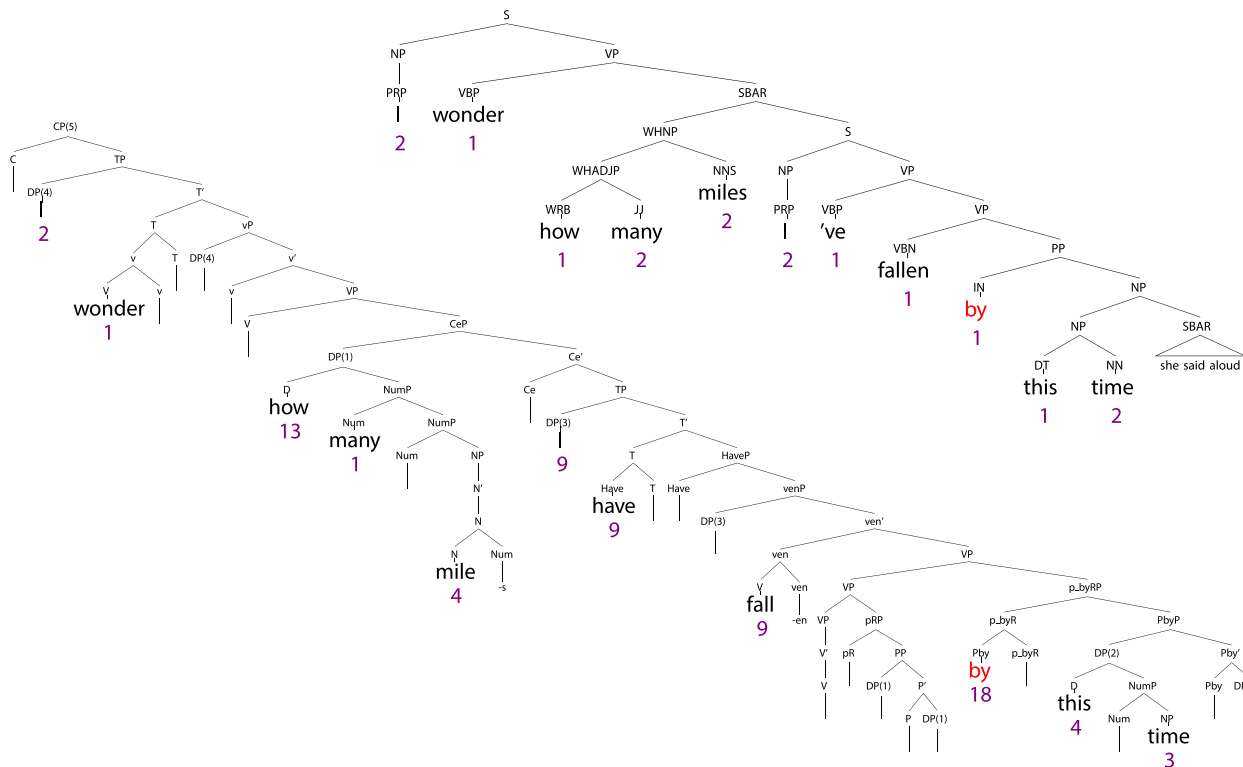 S
NP VP
PRP VBP SBAR
I wonder
2 1
WHNP S
WHADJP NNS NP VP
miles
2
WRB JJ PRP VBP VP
how many I 've
1 2 2 1
VBN PP
fallen
1
IN NP
by
1
NP SBAR
DT NN she said aloud
this time
1 2
CP(5)
C TP
DP(4) T'
I
2
T vP
v T DP(4) v'
V v v VP
wonder
1
V CeP
DP(1) Ce'
D NumP Ce TP
how
13
Num NumP DP(3) T'
many I
1 9
Num NP T HaveP
N' Have T Have venP
have
9
N DP(3) ven'
N Num ven VP
mile -s
4
V ven VP p_byRP
fall -en
9
VP pRP p_byR PbyP
V' pR PP Pby p_byR DP(2) Pby'
by
18
V DP(1) P' D NumP Pby
this
4
P DP(1) Num NP
time
3